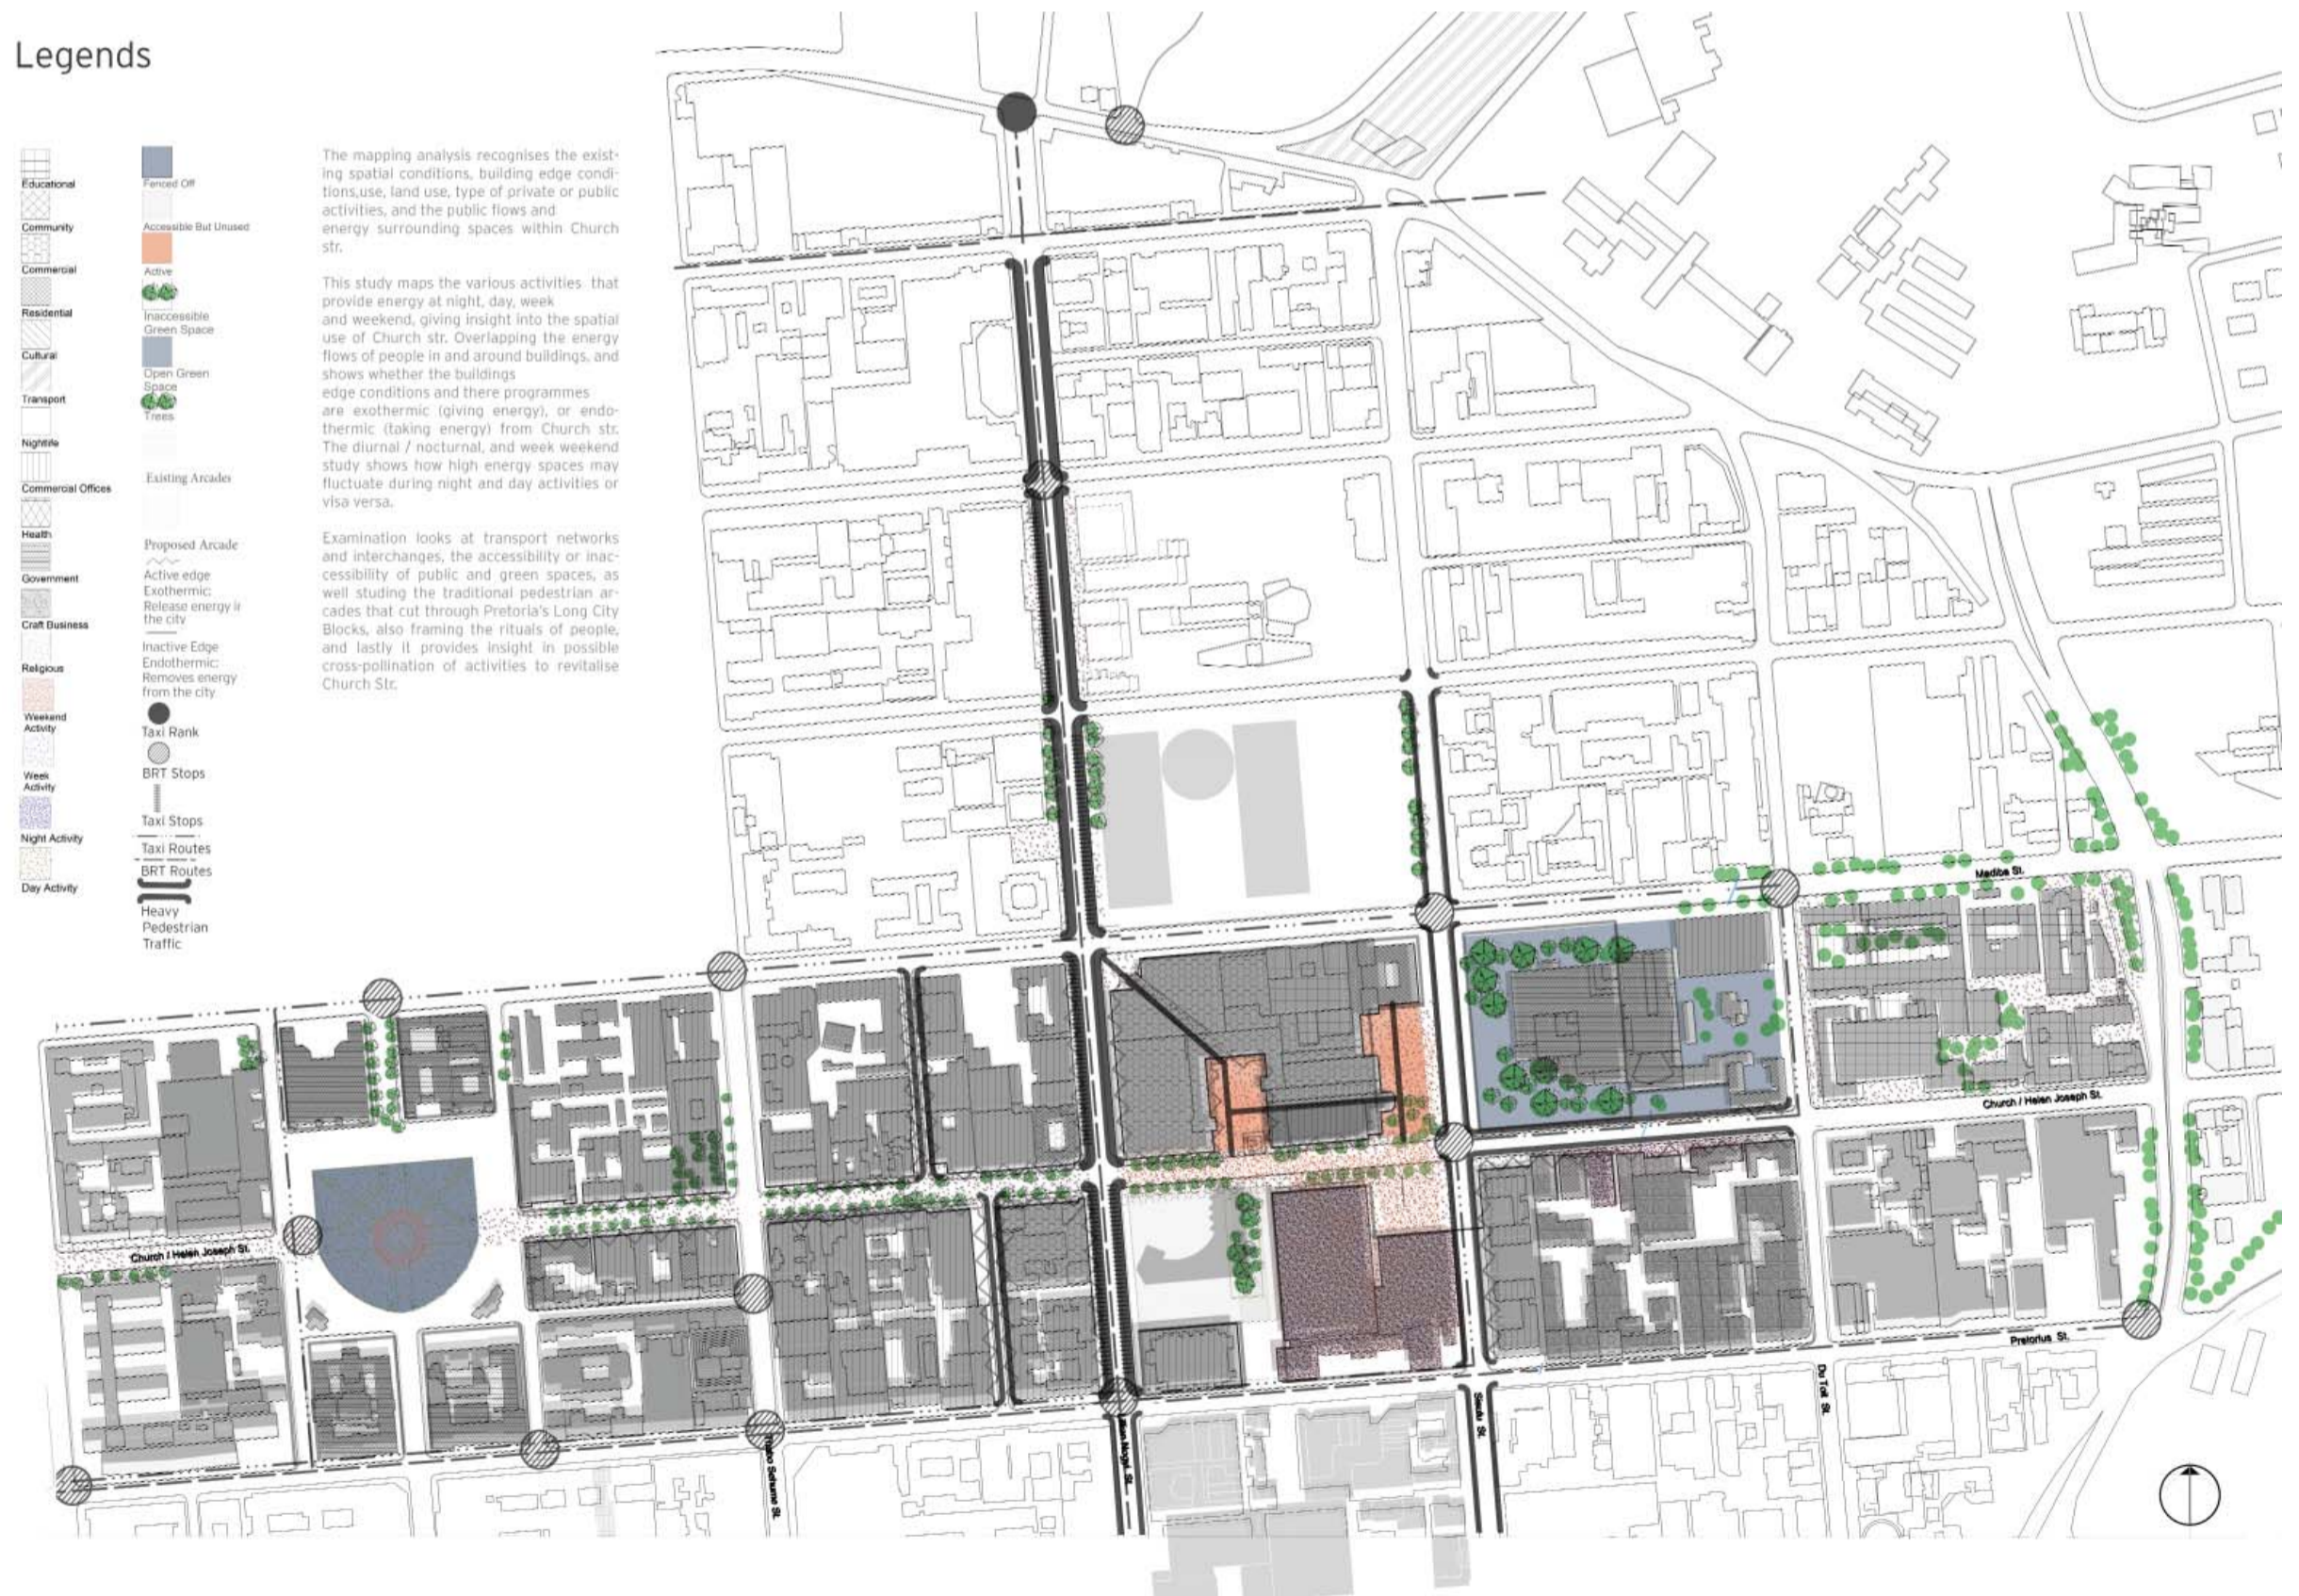 Legends
Educational
Community
Commercial
Residential
Cultural
Transport
Nightlife
Commercial Offices
Health
Government
Craft Business
Religious
Weekend
Activity
Week
Activity
Night Activity
Day Activity
Fenced Off
Accessible But Unused
Active
Inaccessible
Green Space
Open Green
Space
Trees
Existing Arcades
Proposed Arcade
Active edge
Exothermic:
Release energy ir
the city
Inactive Edge
Endothermic:
Removes energy
from the city
Taxi Rank
BRT Stops
Taxi Stops
Taxi Routes
BRT Routes
Heavy
Pedestrian
Traffic
The mapping analysis recognises the exist-
ing spatial conditions, building edge condi-
tions,use, land use, type of private or public
activities, and the public flows and
energy surrounding spaces within Church
str.
This study maps the various activities that
provide energy at night, day, week
and weekend, giving insight into the spatial
use of Church str. Overlapping the energy
flows of people in and around buildings, and
shows whether the buildings
edge conditions and there programmes
are exothermic (giving energy), or endo-
thermic (taking energy) from Church str.
The diurnal / nocturnal, and week weekend
study shows how high energy spaces may
fluctuate during night and day activities or
visa versa.
Examination looks at transport networks
and interchanges, the accessibility or inac-
cessibility of public and green spaces, as
well studing the traditional pedestrian ar-
cades that cut through Pretoria's Long City
Blocks, also framing the rituals of people,
and lastly it provides insight in possible
cross-pollination of activities to revitalise
Church Str.
Madiba St.
Church / Helen Joseph St.
Church / Helen Joseph St.
Pretorius St.
Du Toit St.
Sisulu St.
St.
Sehume St.